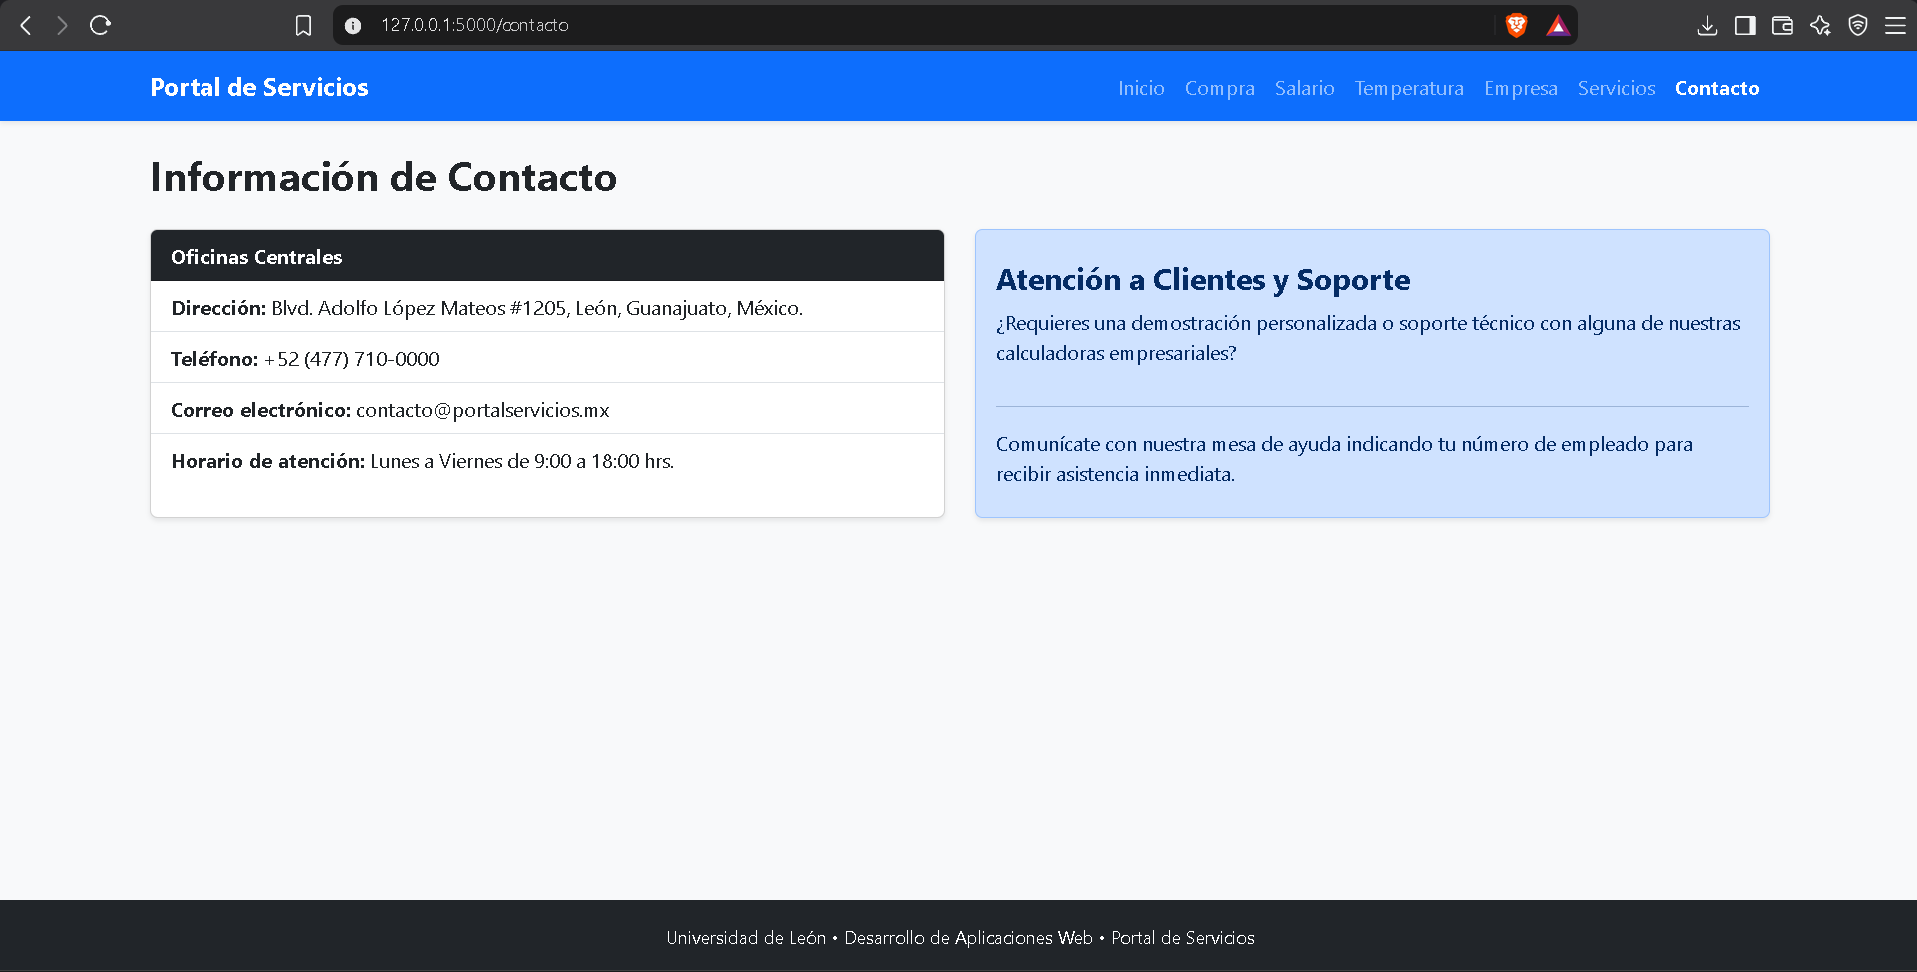 127.0.0.1:5000/contacto
Portal de Servicios
Inicio Compra Salario Temperatura Empresa Servicios Contacto
Información de Contacto
Oficinas Centrales
Dirección: Blvd. Adolfo López Mateos #1205, León, Guanajuato, México.
Teléfono: +52 (477) 710-0000
Correo electrónico: contacto@portalservicios.mx
Horario de atención: Lunes a Viernes de 9:00 a 18:00 hrs.
Atención a Clientes y Soporte
¿Requieres una demostración personalizada o soporte técnico con alguna de nuestras
calculadoras empresariales?
Comunícate con nuestra mesa de ayuda indicando tu número de empleado para
recibir asistencia inmediata.
Universidad de León • Desarrollo de Aplicaciones Web • Portal de Servicios